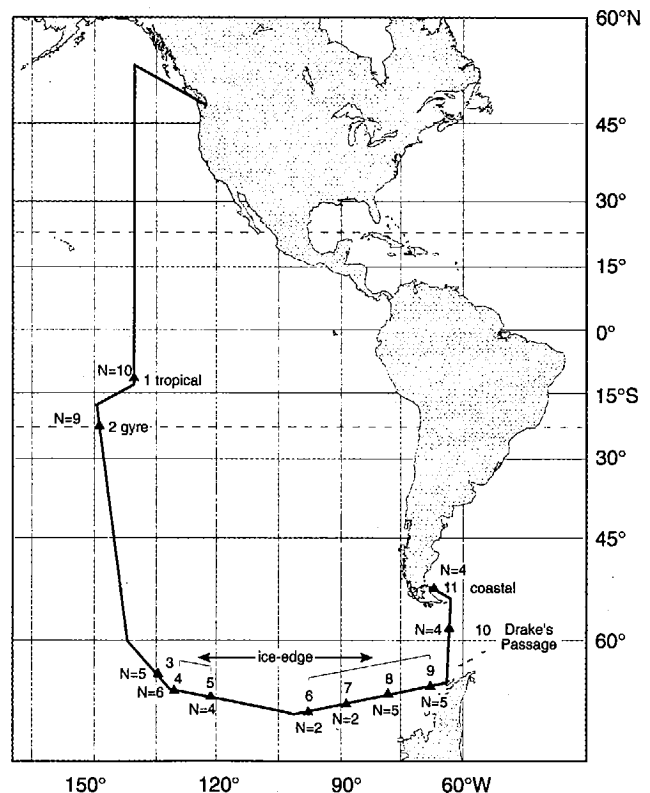 60°N
45°
30°
15°
0°
15°S
30°
45°
60°
N=10
1 tropical
N=9
2 gyre
N=4
11 coastal
N=4
10 Drake's
Passage
ice-edge
3
N=5
4
N=6
5
N=4
6
N=2
7
N=2
8
N=5
9
N=5
150° 120° 90° 60°W